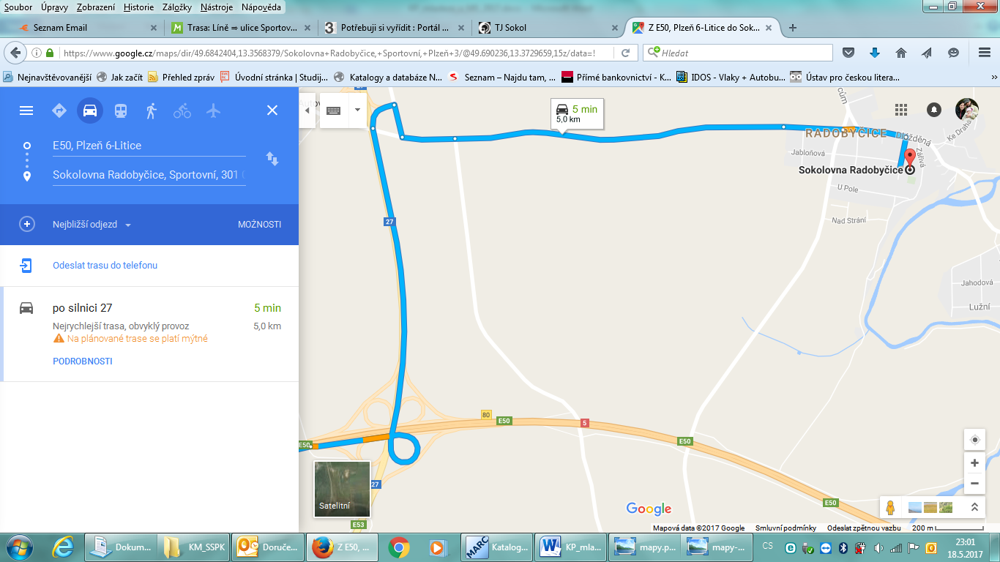 Soubor Úpravy Zobrazení Historie Záložky Nástroje Nápověda
Seznam Email
Trasa: Líně ⇒ ulice Sportov...
Potřebuji si vyřídit : Portál ...
TJ Sokol
Z E50, Plzeň 6-Litice do Sok...
https://www.google.cz/maps/dir/49.6842404,13.3568379/Sokolovna+Radobyčice,+Sportovní,+Plzeň+3/@49.690236,13.3729659,15z/data=!
Hledat
Nejnavštěvovanější Jak začít Přehled zpráv Úvodní stránka | Studij... Katalogy a databáze N... Seznam – Najdu tam, ... Přímé bankovnictví - K... IDOS - Vlaky + Autobu... Ústav pro českou litera...
E50, Plzeň 6-Litice
Sokolovna Radobyčice, Sportovní, 301
Nejbližší odjezd
MOŽNOSTI
Odeslat trasu do telefonu
po silnici 27
5 min
Nejrychlejší trasa, obvyklý provoz
5,0 km
Na plánované trase se platí mýtné
PODROBNOSTI
27
5 min
5,0 km
RADOBYČICE
Ke Draha
Jabloňová
Zářivá
Sokolovna Radobyčice
U Pole
Nad Strání
27
Jahodová
Lužní
80
E50
5
E50
E50
27
E50
E53
Satelitní
Google
Mapová data ©2017 Google Smluvní podmínky Odeslat zpětnou vazbu 200 m
Dokum...
KM_SSPK
Doruče...
Z E50, ...
MARC
Katalog...
KP_mla...
mapy.p...
mapy-...
CS
23:01
18.5.2017